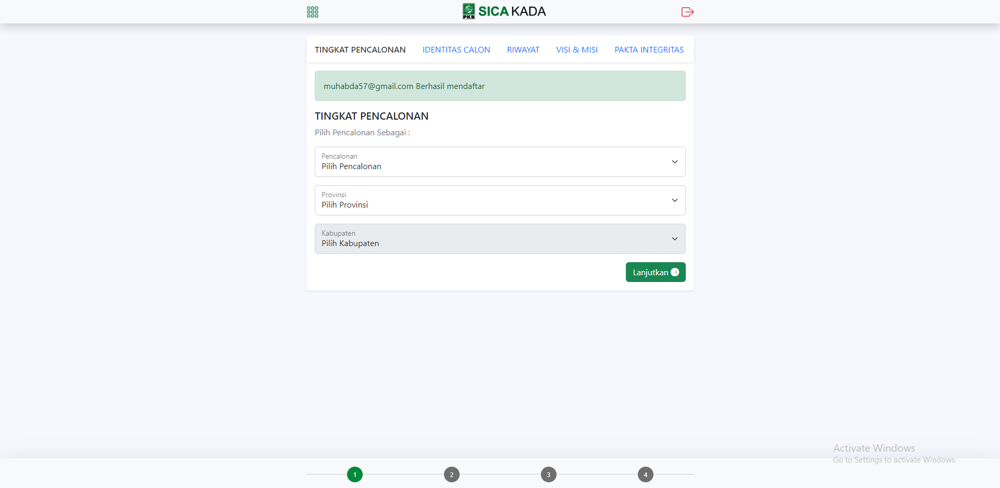 PKB SICA KADA
TINGKAT PENCALONAN IDENTITAS CALON RIWAYAT VISI & MISI PAKTA INTEGRITAS
muhabda57@gmail.com Berhasil mendaftar
TINGKAT PENCALONAN
Pilih Pencalonan Sebagai :
Pencalonan
Pilih Pencalonan
Provinsi
Pilih Provinsi
Kabupaten
Pilih Kabupaten
Lanjutkan
Activate Windows
Go to Settings to activate Windows.
1 2 3 4